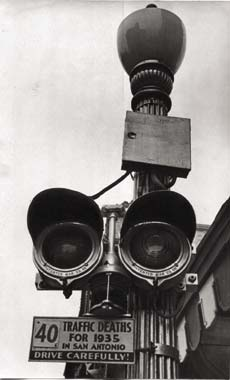 40
TRAFFIC DEATHS
FOR 1935
IN SAN ANTONIO
DRIVE CAREFULLY!